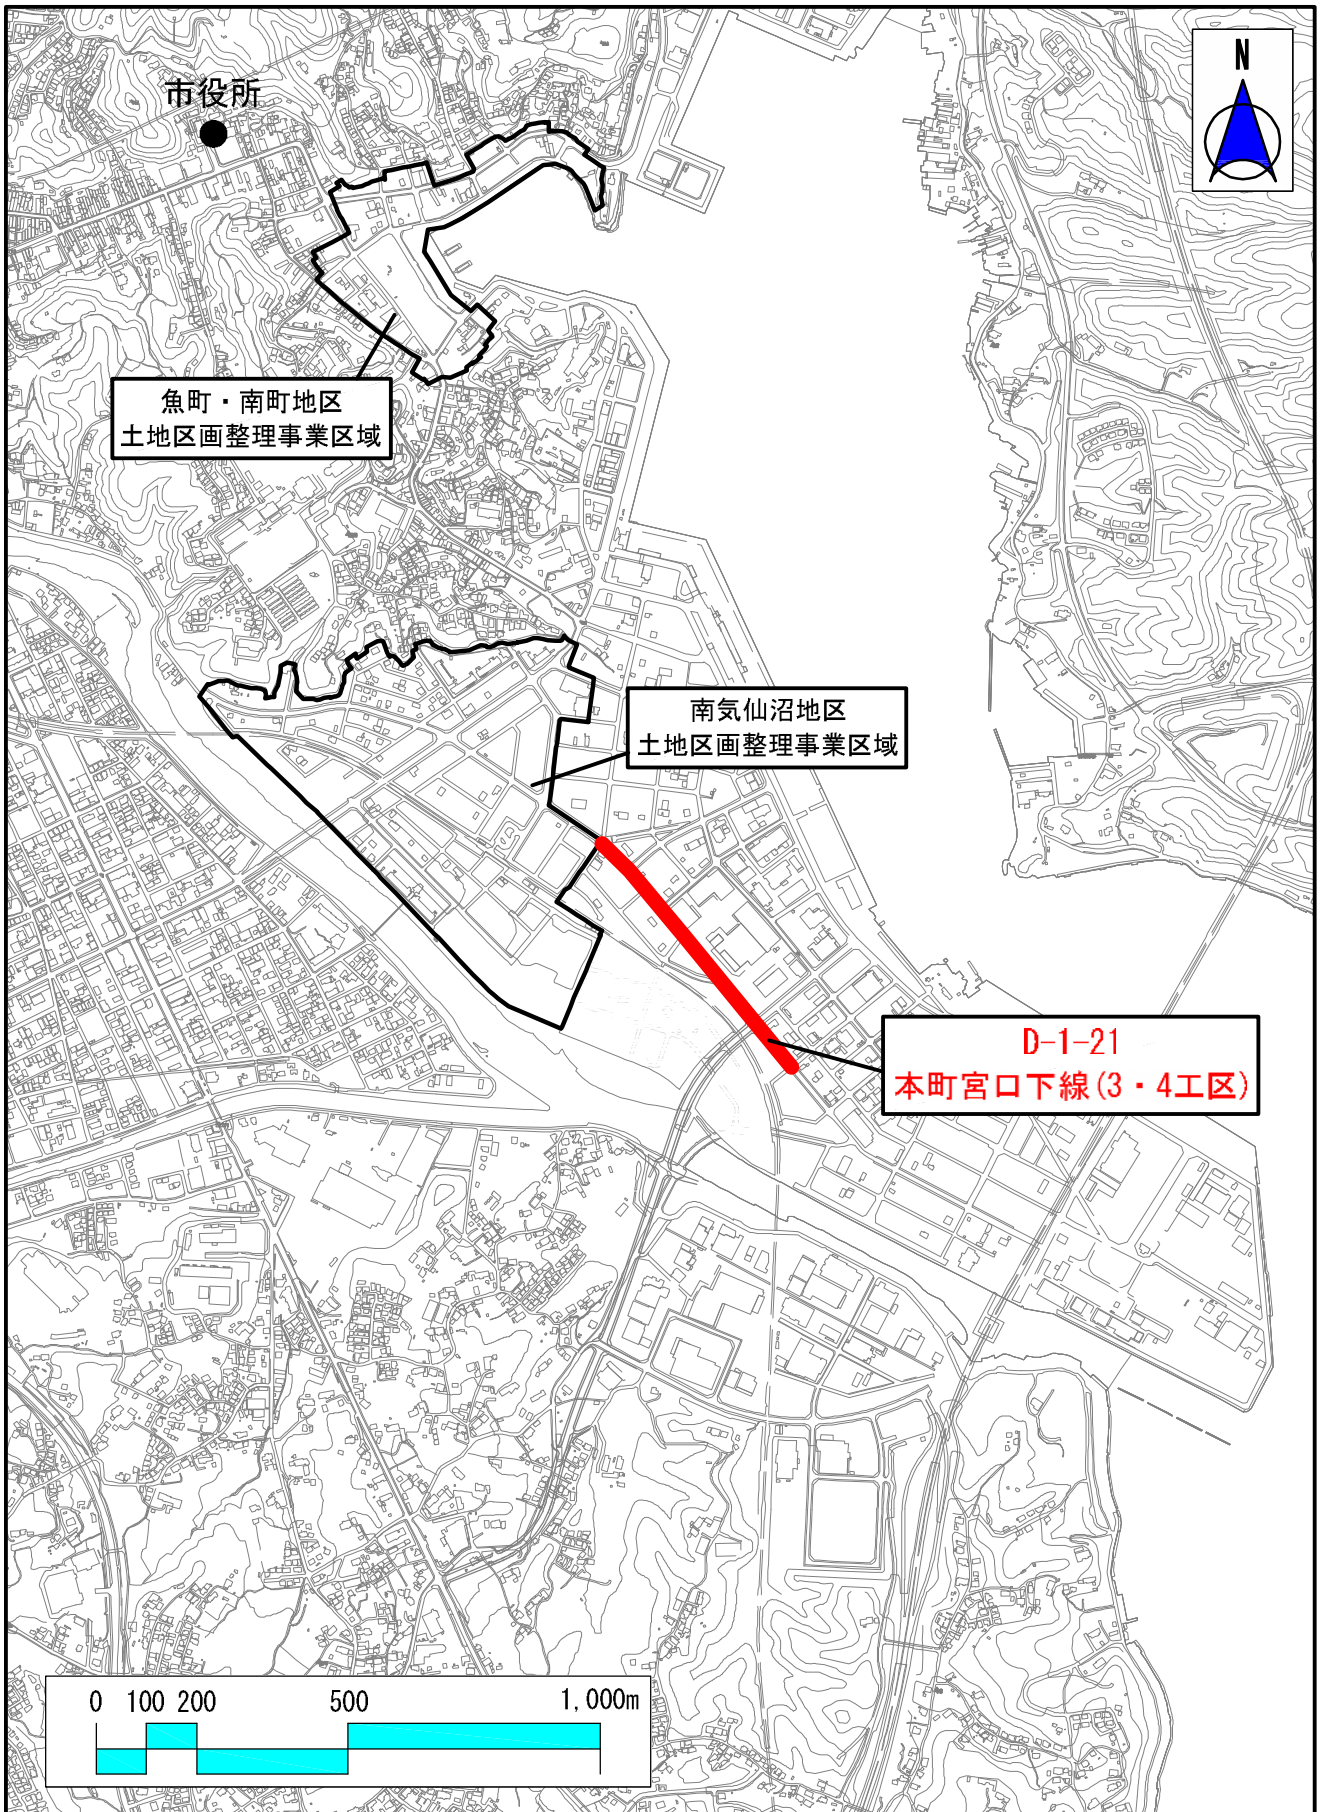 N
市役所
魚町・南町地区
土地区画整理事業区域
南気仙沼地区
土地区画整理事業区域
D-1-21
本町宮口下線(3・4工区)
0 100 200 500 1,000m